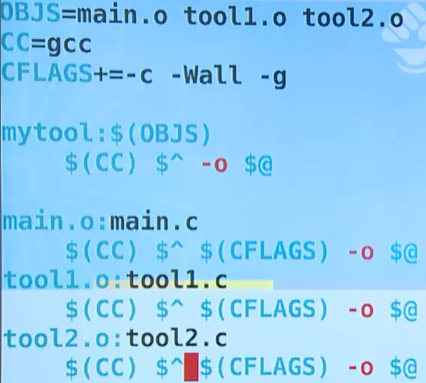 OBJS=main.o tool1.o tool2.o
CC=gcc
CFLAGS+=-c -Wall -g

mytool:$(OBJS)
    $(CC) $^ -o $@

main.o:main.c
    $(CC) $^ $(CFLAGS) -o $@
tool1.o:tool1.c
    $(CC) $^ $(CFLAGS) -o $@
tool2.o:tool2.c
    $(CC) $^ $(CFLAGS) -o $@